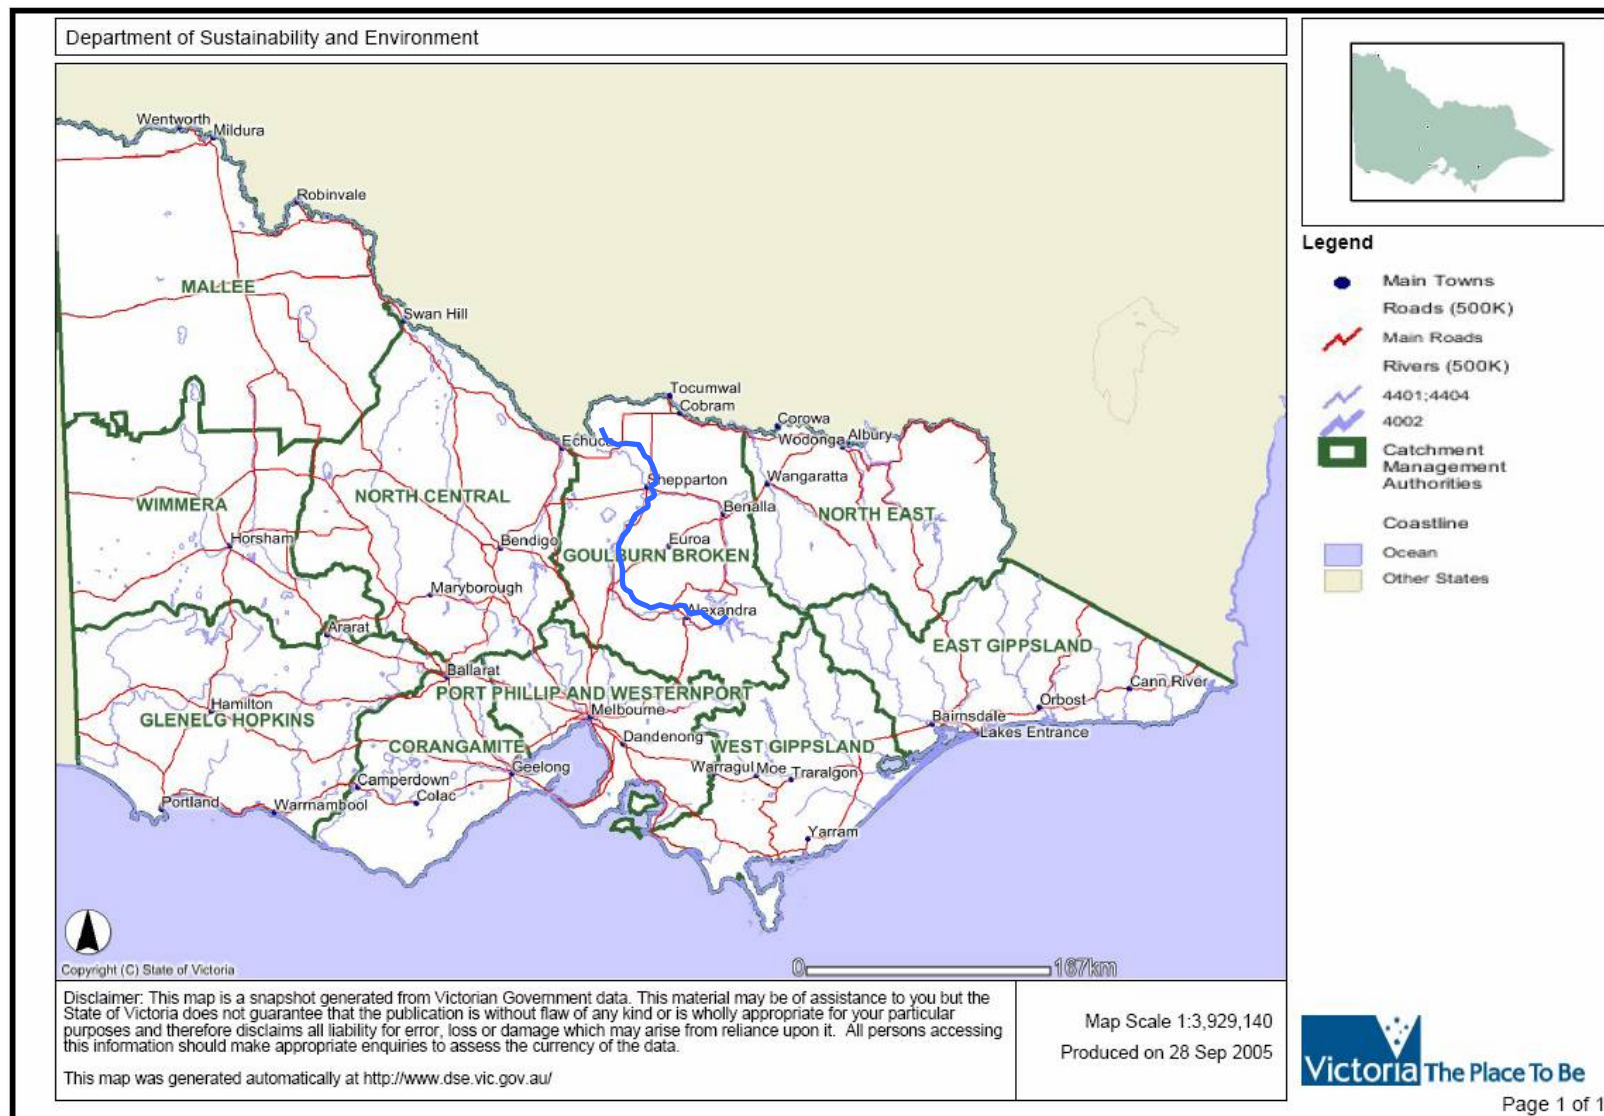 Department of Sustainability and Environment
Wentworth
Mildura
Robinvale
MALLEE
Swan Hill
Tocumwal
Cobram
Corowa
Echuca
Wodonga
Albury
Shepparton
Wangaratta
WIMMERA
NORTH CENTRAL
Benalla
NORTH EAST
Horsham
Bendigo
Euroa
GOULBURN BROKEN
Maryborough
Alexandra
Ararat
EAST GIPPSLAND
Ballarat
PORT PHILLIP AND WESTERNPORT
Cann River
Hamilton
Orbost
GLENELG HOPKINS
Melbourne
Bairnsdale
Lakes Entrance
CORANGAMITE
Dandenong
WEST GIPPSLAND
Geelong
Warragul
Moe
Traralgon
Camperdown
Colac
Portland
Warrnambool
Yarram
Copyright (C) State of Victoria
0
167km
Legend
Main Towns
Roads (500K)
Main Roads
Rivers (500K)
4401;4404
4002
Catchment
Management
Authorities
Coastline
Ocean
Other States
Disclaimer: This map is a snapshot generated from Victorian Government data. This material may be of assistance to you but the
State of Victoria does not guarantee that the publication is without flaw of any kind or is wholly appropriate for your particular
purposes and therefore disclaims all liability for error, loss or damage which may arise from reliance upon it. All persons accessing
this information should make appropriate enquiries to assess the currency of the data.
This map was generated automatically at http://www.dse.vic.gov.au/
Map Scale 1:3,929,140
Produced on 28 Sep 2005
Victoria The Place To Be
Page 1 of 1